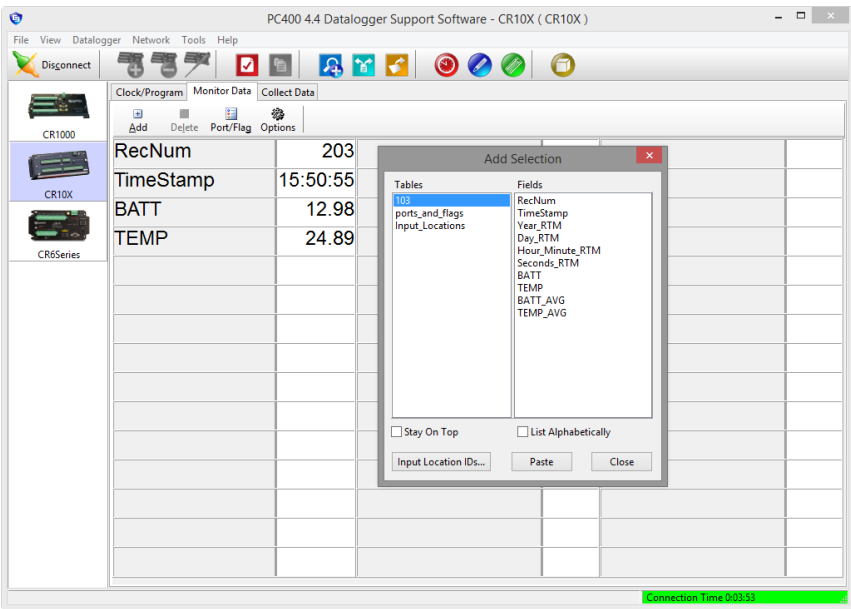 PC400 4.4 Datalogger Support Software - CR10X ( CR10X )
File View Datalogger Network Tools Help
Disconnect
Clock/Program Monitor Data Collect Data
Add Delete Port/Flag Options
CR1000
CR10X
CR6Series
RecNum 203
TimeStamp 15:50:55
BATT 12.98
TEMP 24.89
Add Selection
Tables Fields
103
ports_and_flags
Input_Locations
RecNum
TimeStamp
Year_RTM
Day_RTM
Hour_Minute_RTM
Seconds_RTM
BATT
TEMP
BATT_AVG
TEMP_AVG
Stay On Top List Alphabetically
Input Location IDs... Paste Close
Connection Time 0:03:53